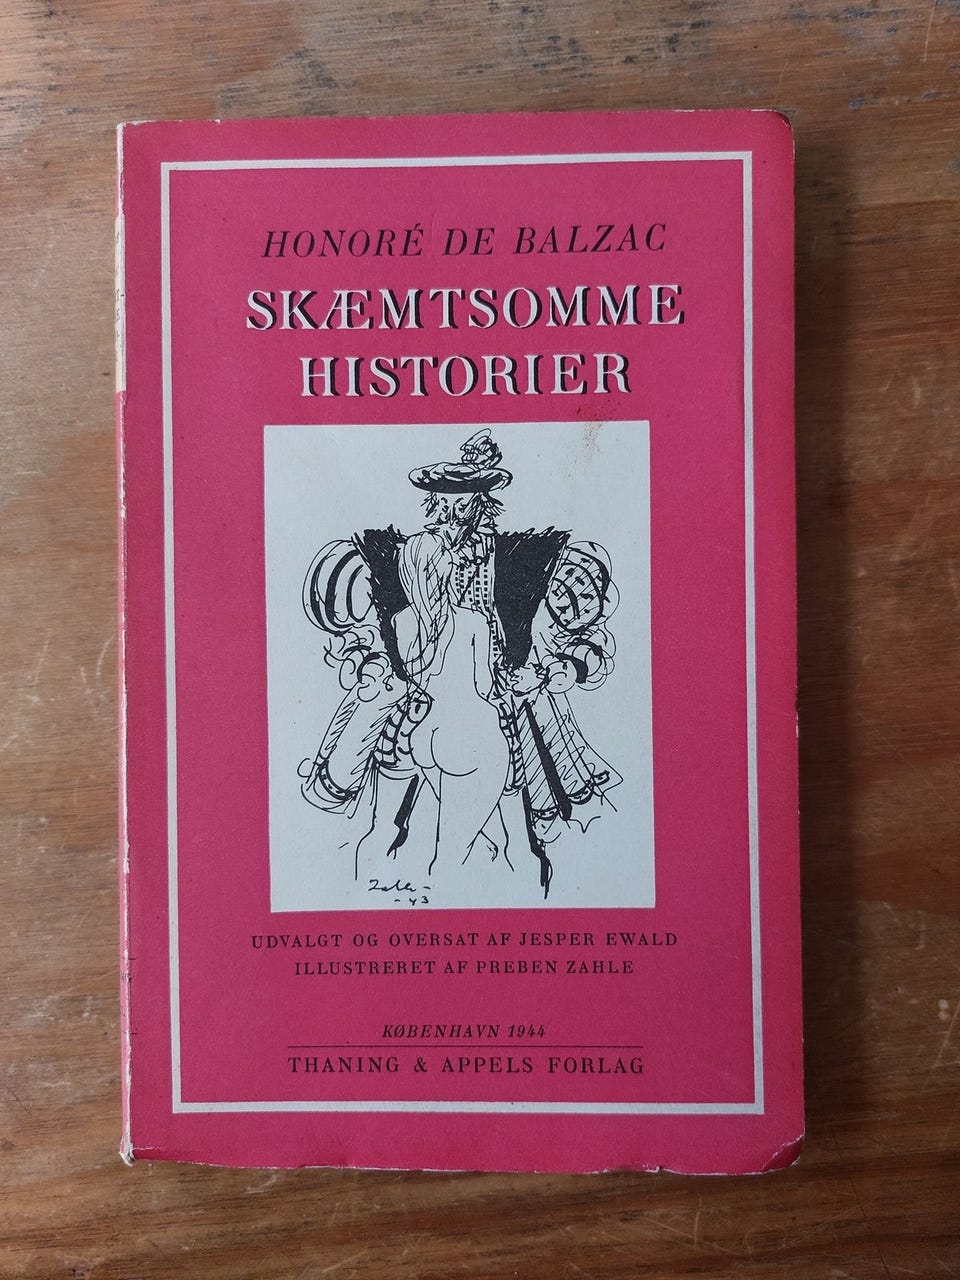 HONORÉ DE BALZAC
SKÆMTSOMME
HISTORIER
Zahle-
-43
UDVALGT OG OVERSAT AF JESPER EWALD
ILLUSTRERET AF PREBEN ZAHLE
KØBENHAVN 1944
THANING & APPELS FORLAG